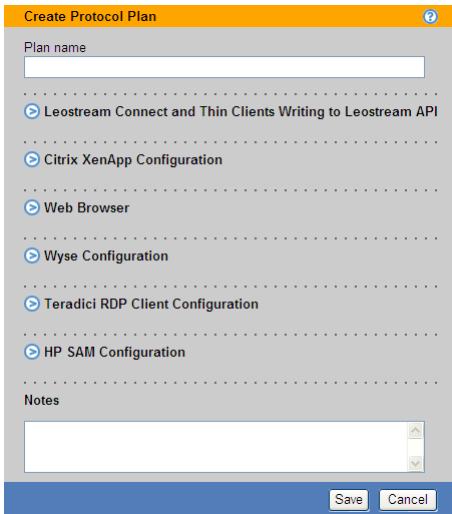 Create Protocol Plan
Plan name
Leostream Connect and Thin Clients Writing to Leostream API
Citrix XenApp Configuration
Web Browser
Wyse Configuration
Teradici RDP Client Configuration
HP SAM Configuration
Notes
Save Cancel